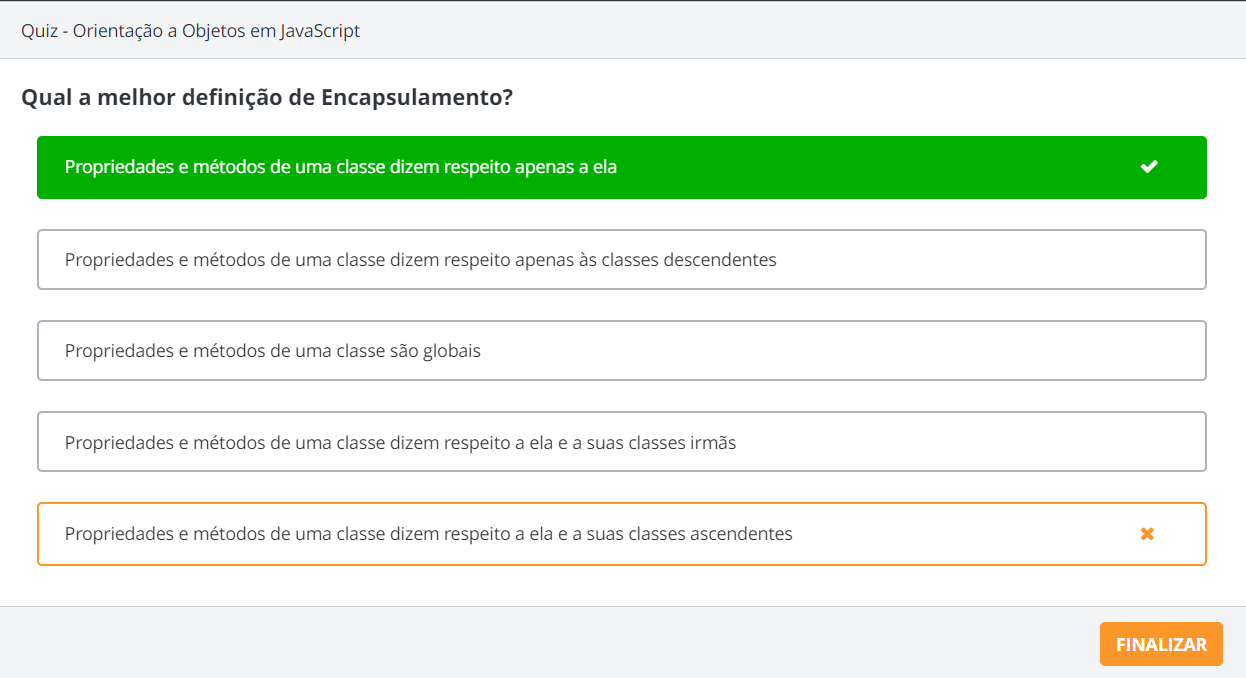 Quiz - Orientação a Objetos em JavaScript
Qual a melhor definição de Encapsulamento?
Propriedades e métodos de uma classe dizem respeito apenas a ela
Propriedades e métodos de uma classe dizem respeito apenas às classes descendentes
Propriedades e métodos de uma classe são globais
Propriedades e métodos de uma classe dizem respeito a ela e a suas classes irmãs
Propriedades e métodos de uma classe dizem respeito a ela e a suas classes ascendentes
FINALIZAR